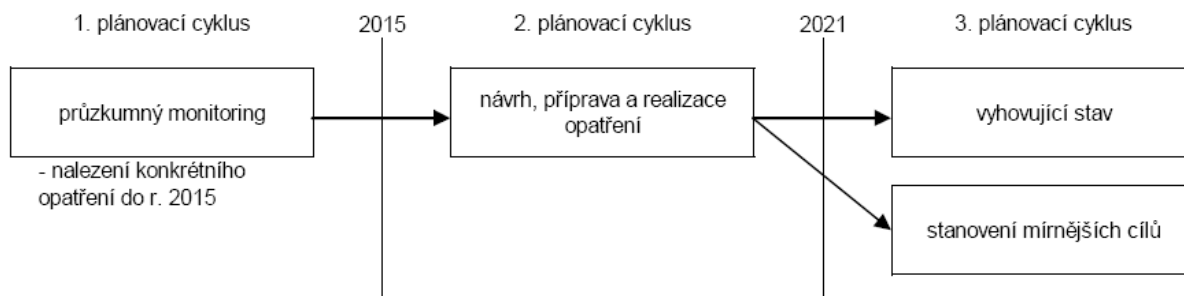 1. plánovací cyklus
2015
2. plánovací cyklus
2021
3. plánovací cyklus
průzkumný monitoring
- nalezení konkrétního
opatření do r. 2015
návrh, příprava a realizace
opatření
vyhovující stav
stanovení mírnějších cílů